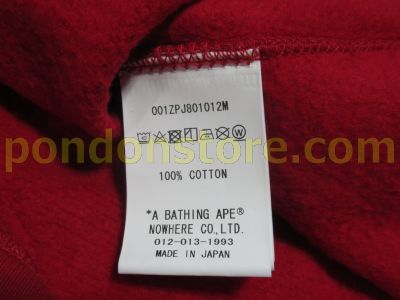 001ZPJ801012M
pondonstore.com
100% COTTON
*A BATHING APE®
NOWHERE CO.,LTD.
012-013-1993
MADE IN JAPAN